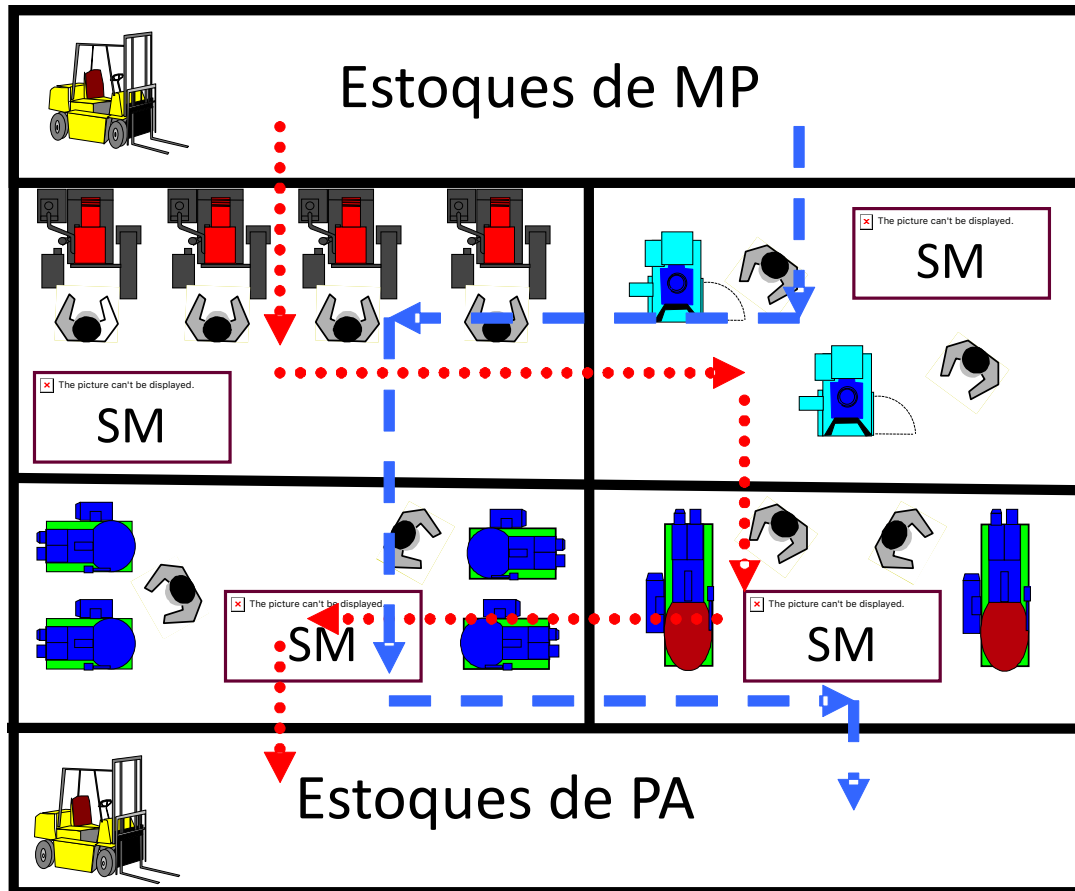 Estoques de MP
The picture can't be displayed.
SM
The picture can't be displayed.
SM
The picture can't be displayed.
SM
The picture can't be displayed.
SM
Estoques de PA